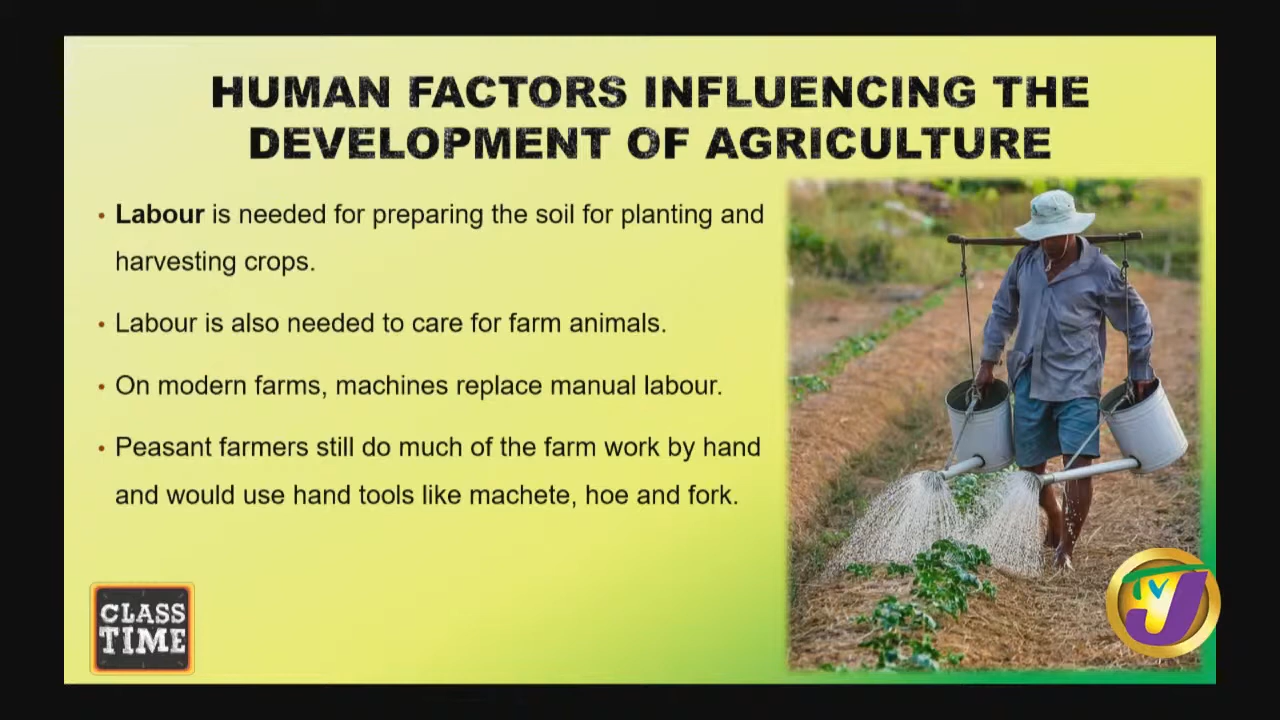 HUMAN FACTORS INFLUENCING THE
DEVELOPMENT OF AGRICULTURE
• Labour is needed for preparing the soil for planting and
harvesting crops.
• Labour is also needed to care for farm animals.
• On modern farms, machines replace manual labour.
• Peasant farmers still do much of the farm work by hand
and would use hand tools like machete, hoe and fork.
CLASS
TIME
TVJ